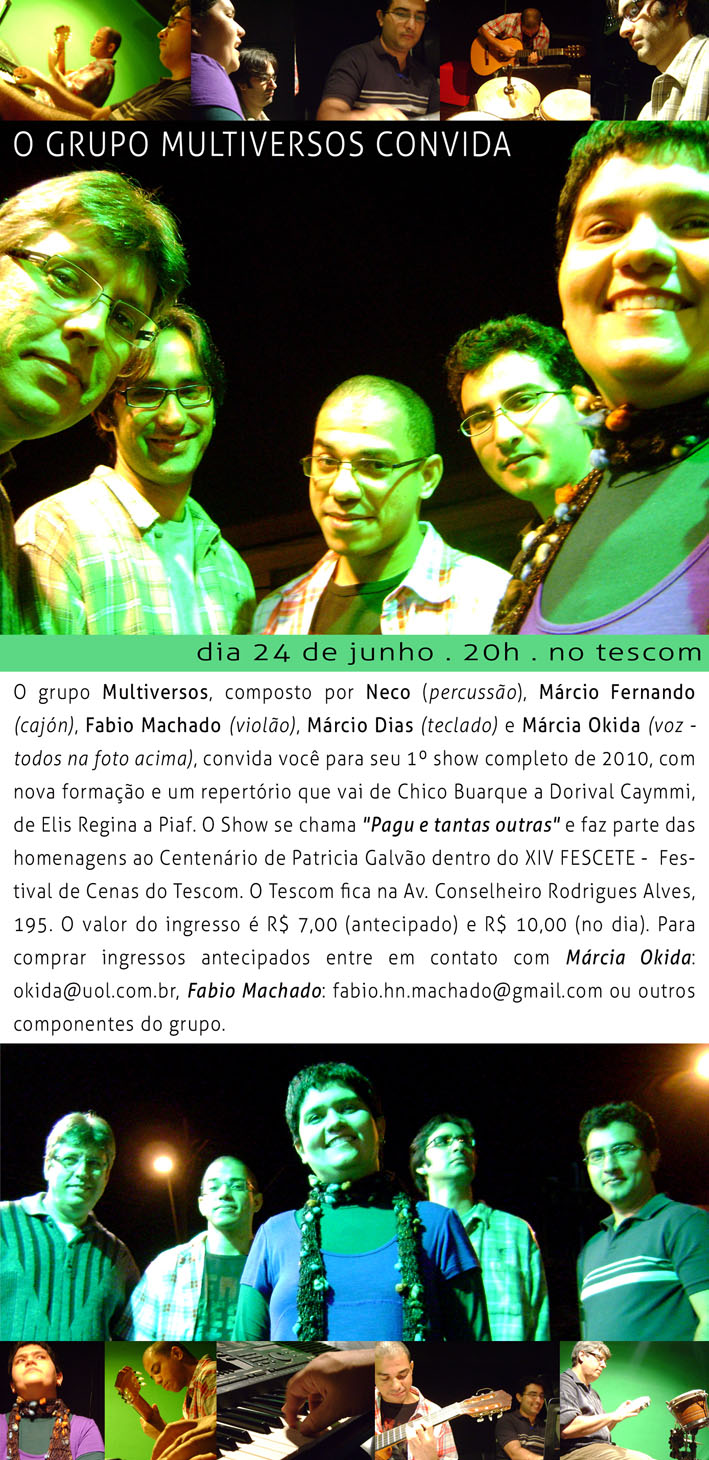 O GRUPO MULTIVERSOS CONVIDA
dia 24 de junho . 20h . no tescom
O grupo Multiversos, composto por Neco (percussão), Márcio Fernando
(cajón), Fabio Machado (violão), Márcio Dias (teclado) e Márcia Okida (voz -
todos na foto acima), convida você para seu 1º show completo de 2010, com
nova formação e um repertório que vai de Chico Buarque a Dorival Caymmi,
de Elis Regina a Piaf. O Show se chama "Pagu e tantas outras" e faz parte das
homenagens ao Centenário de Patricia Galvão dentro do XIV FESCETE - Fes-
tival de Cenas do Tescom. O Tescom fica na Av. Conselheiro Rodrigues Alves,
195. O valor do ingresso é R$ 7,00 (antecipado) e R$ 10,00 (no dia). Para
comprar ingressos antecipados entre em contato com Márcia Okida:
okida@uol.com.br, Fabio Machado: fabio.hn.machado@gmail.com ou outros
componentes do grupo.